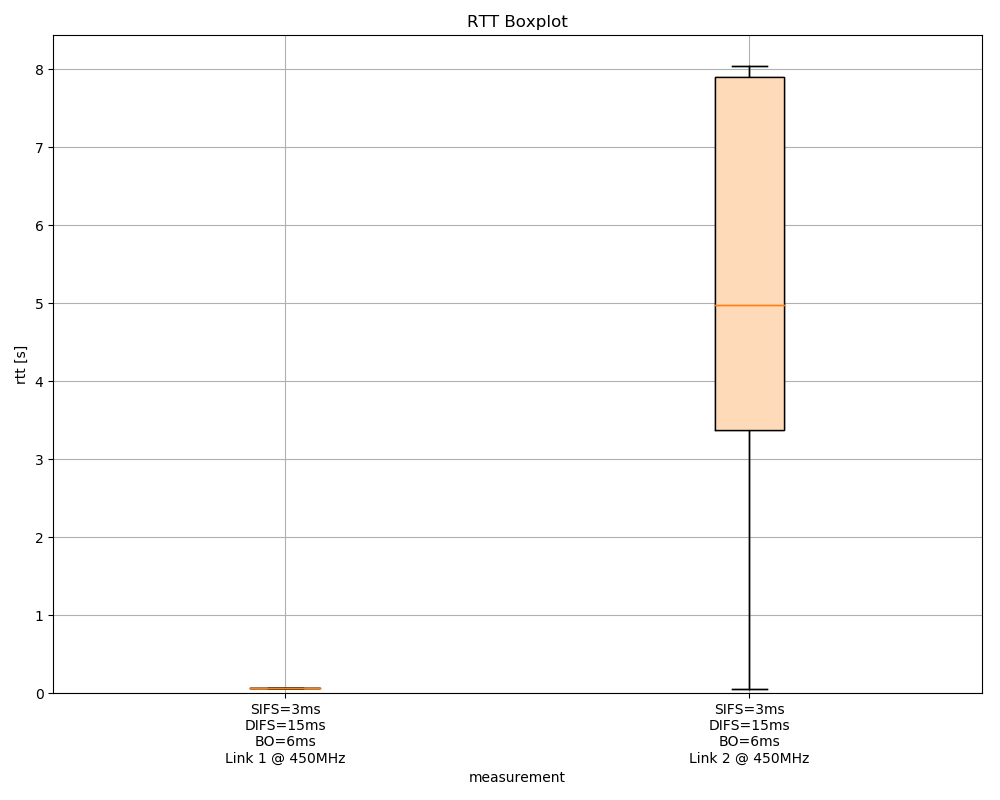 RTT Boxplot
8
7
6
5
4
3
2
1
0
rtt [s]
SIFS=3ms
DIFS=15ms
BO=6ms
Link 1 @ 450MHz
SIFS=3ms
DIFS=15ms
BO=6ms
Link 2 @ 450MHz
measurement